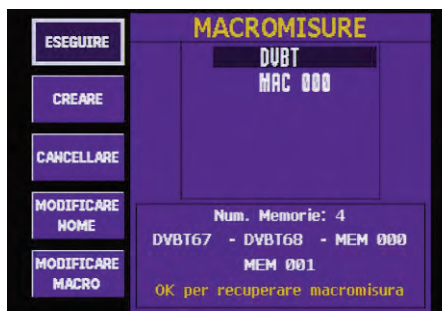 MACROMISURE
ESEGUIRE
CREARE
CANCELLARE
MODIFICARE
NOME
MODIFICARE
MACRO
DVBT
MAC 000
Num. Memorie: 4
DVBT67 - DVBT68 - MEM 000
MEM 001
OK per recuperare macromisura